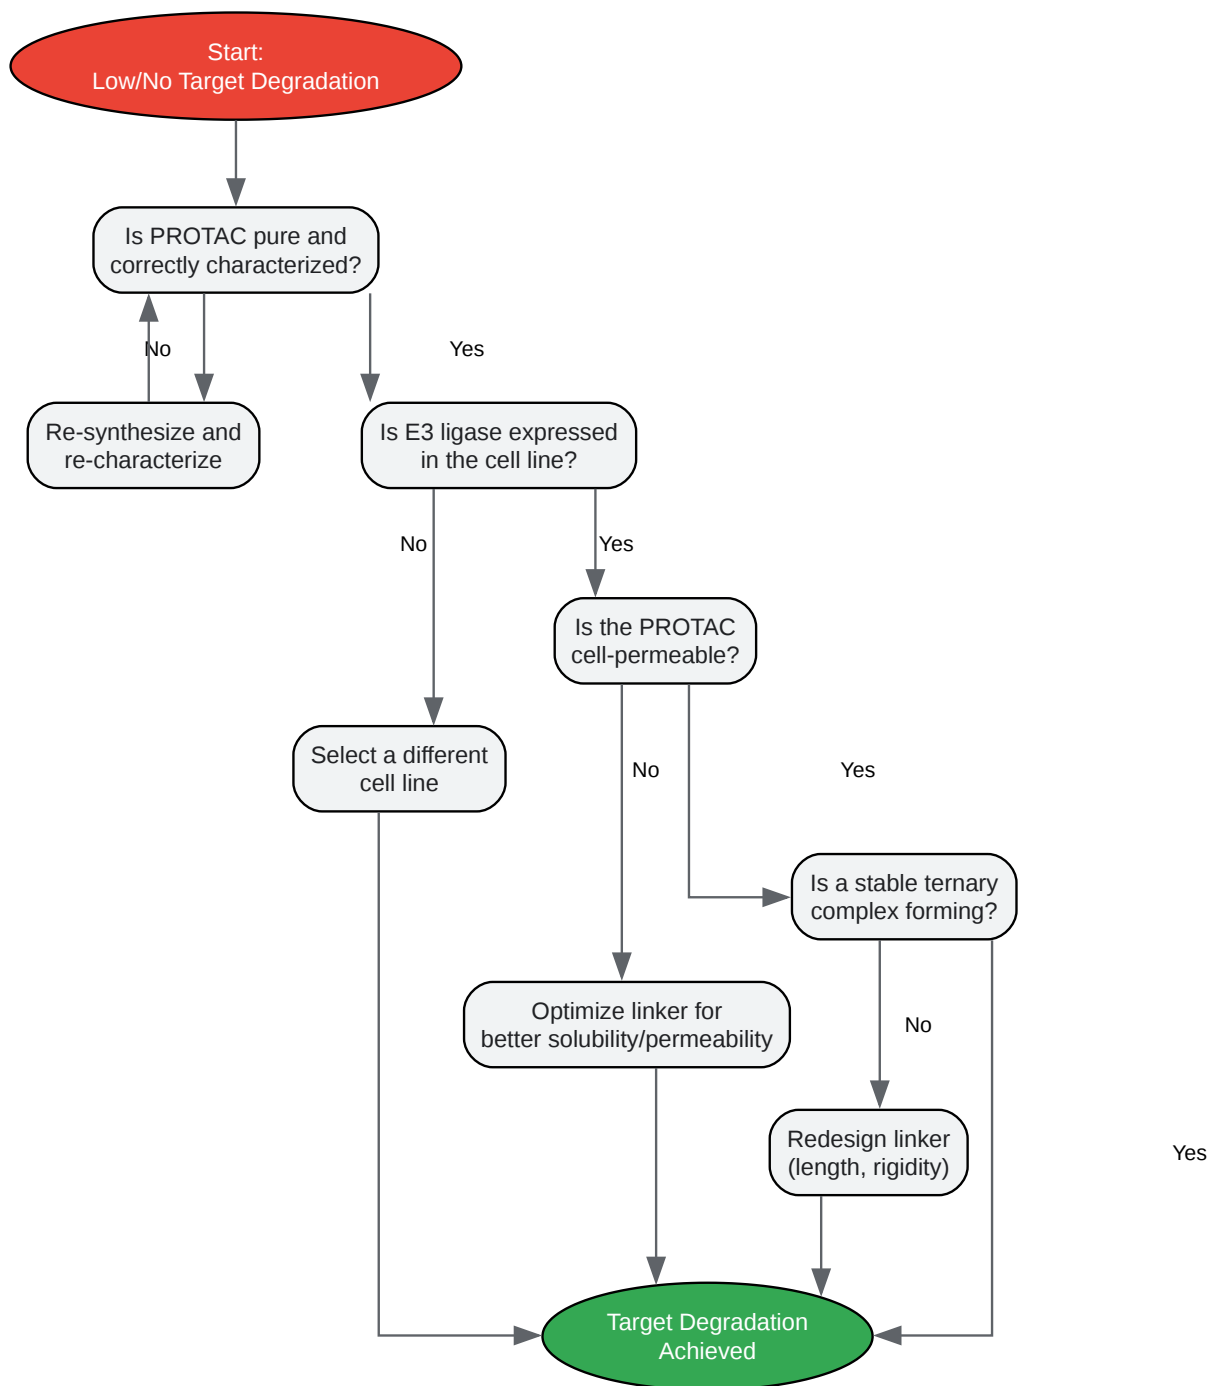 Start:
Low/No Target Degradation
Is PROTAC pure and
correctly characterized?
No
Yes
Re-synthesize and
re-characterize
Is E3 ligase expressed
in the cell line?
No
Yes
Is the PROTAC
cell-permeable?
Select a different
cell line
No
Yes
Is a stable ternary
complex forming?
Optimize linker for
better solubility/permeability
No
Redesign linker
(length, rigidity)
Yes
Target Degradation
Achieved